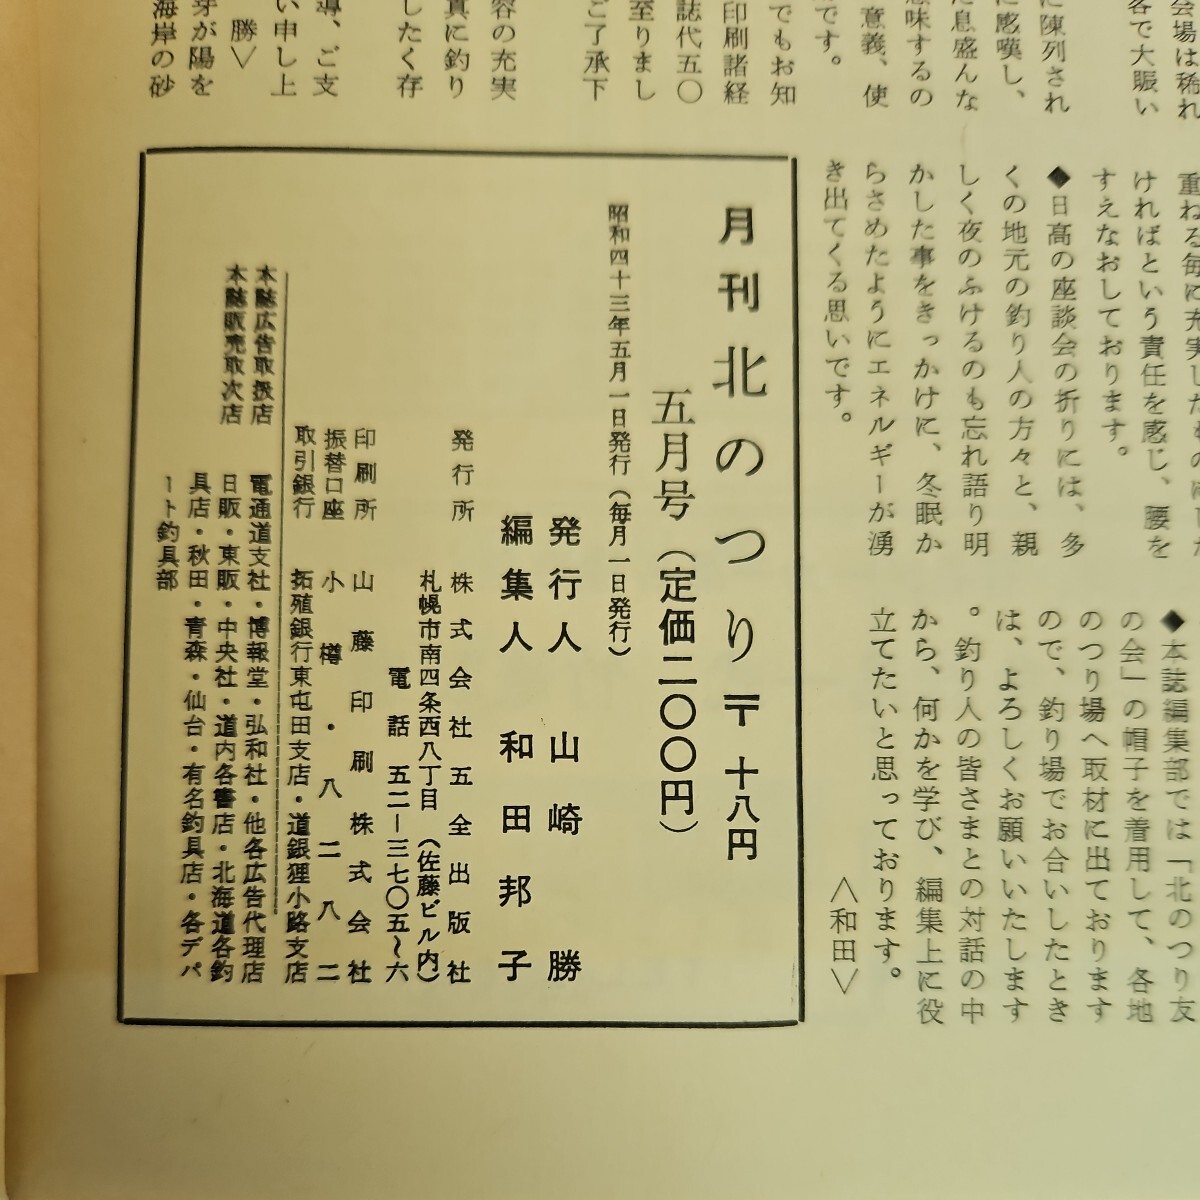 会場は稀れ
客で大賑い
に陳列され
に感嘆し、
た息盛んな
意味するの
意義、使
です。
でもお知
印刷諸経
誌代五〇
至りまし
ご了承下
容の充実
真に釣り
したく存
導、ご支
い申し上
勝〉
芽が陽を
海岸の砂
重ねる毎に充実したものにした
ければという責任を感じ、腰を
すえなおしております。
◆日高の座談会の折りには、多
くの地元の釣り人の方々と、親
しく夜のふけるのも忘れ語り明
かした事をきっかけに、冬眠か
らさめたようにエネルギーが湧
き出てくる思いです。
◆本誌編集部では「北のつり友
の会」の帽子を着用して、各地
のつり場へ取材に出ております
ので、釣り場でお合いしたとき
は、よろしくお願いいたします
。釣り人の皆さまとの対話の中
から、何かを学び、編集上に役
立てたいと思っております。
〈和田〉
月刊北のつり 〒十八円
五月号（定価二〇〇円）
昭和四十三年五月一日発行（毎月一日発行）
発行人 山崎 勝
編集人 和田邦子
発行所 株式会社五全出版社
札幌市南四条西八丁目（佐藤ビル内）
電話 五二―三七〇五～六
印刷所 山藤印刷株式会社
振替口座 小樽・八二八二
取引銀行 拓殖銀行東屯田支店・道銀狸小路支店
本誌広告取扱店 電通道支社・博報堂・弘和社・他各広告代理店
本誌販売取次店 日販・東販・中央社・道内各書店・北海道各釣
具店・秋田・青森・仙台・有名釣具店・各デパ
ート釣具部